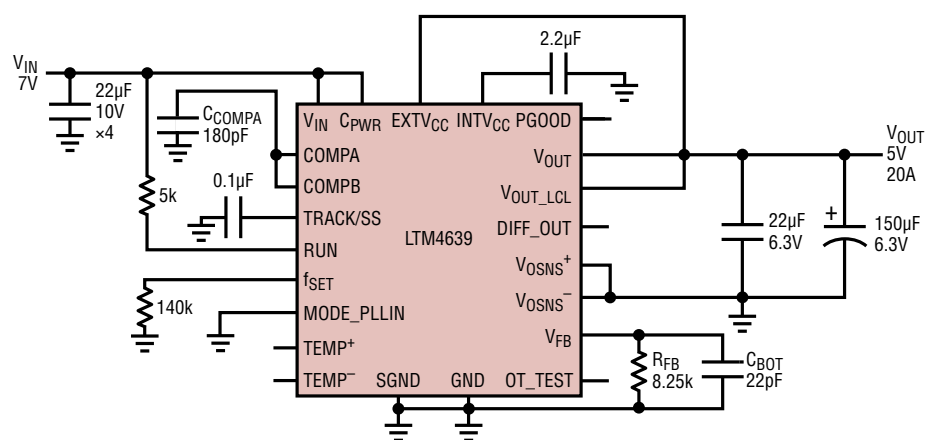 VIN
7V
22µF
10V
×4
CCOMPA
180pF
5k
0.1µF
140k
2.2µF
VIN CPWR EXTVCC INTVCC PGOOD
COMPA
COMPB
TRACK/SS
RUN
fSET
MODE_PLLIN
TEMP+
TEMP–
SGND GND OT_TEST
LTM4639
VOUT
VOUT_LCL
DIFF_OUT
VOSNS+
VOSNS–
VFB
VOUT
5V
20A
22µF
6.3V
+
150µF
6.3V
RFB
8.25k
CBOT
22pF